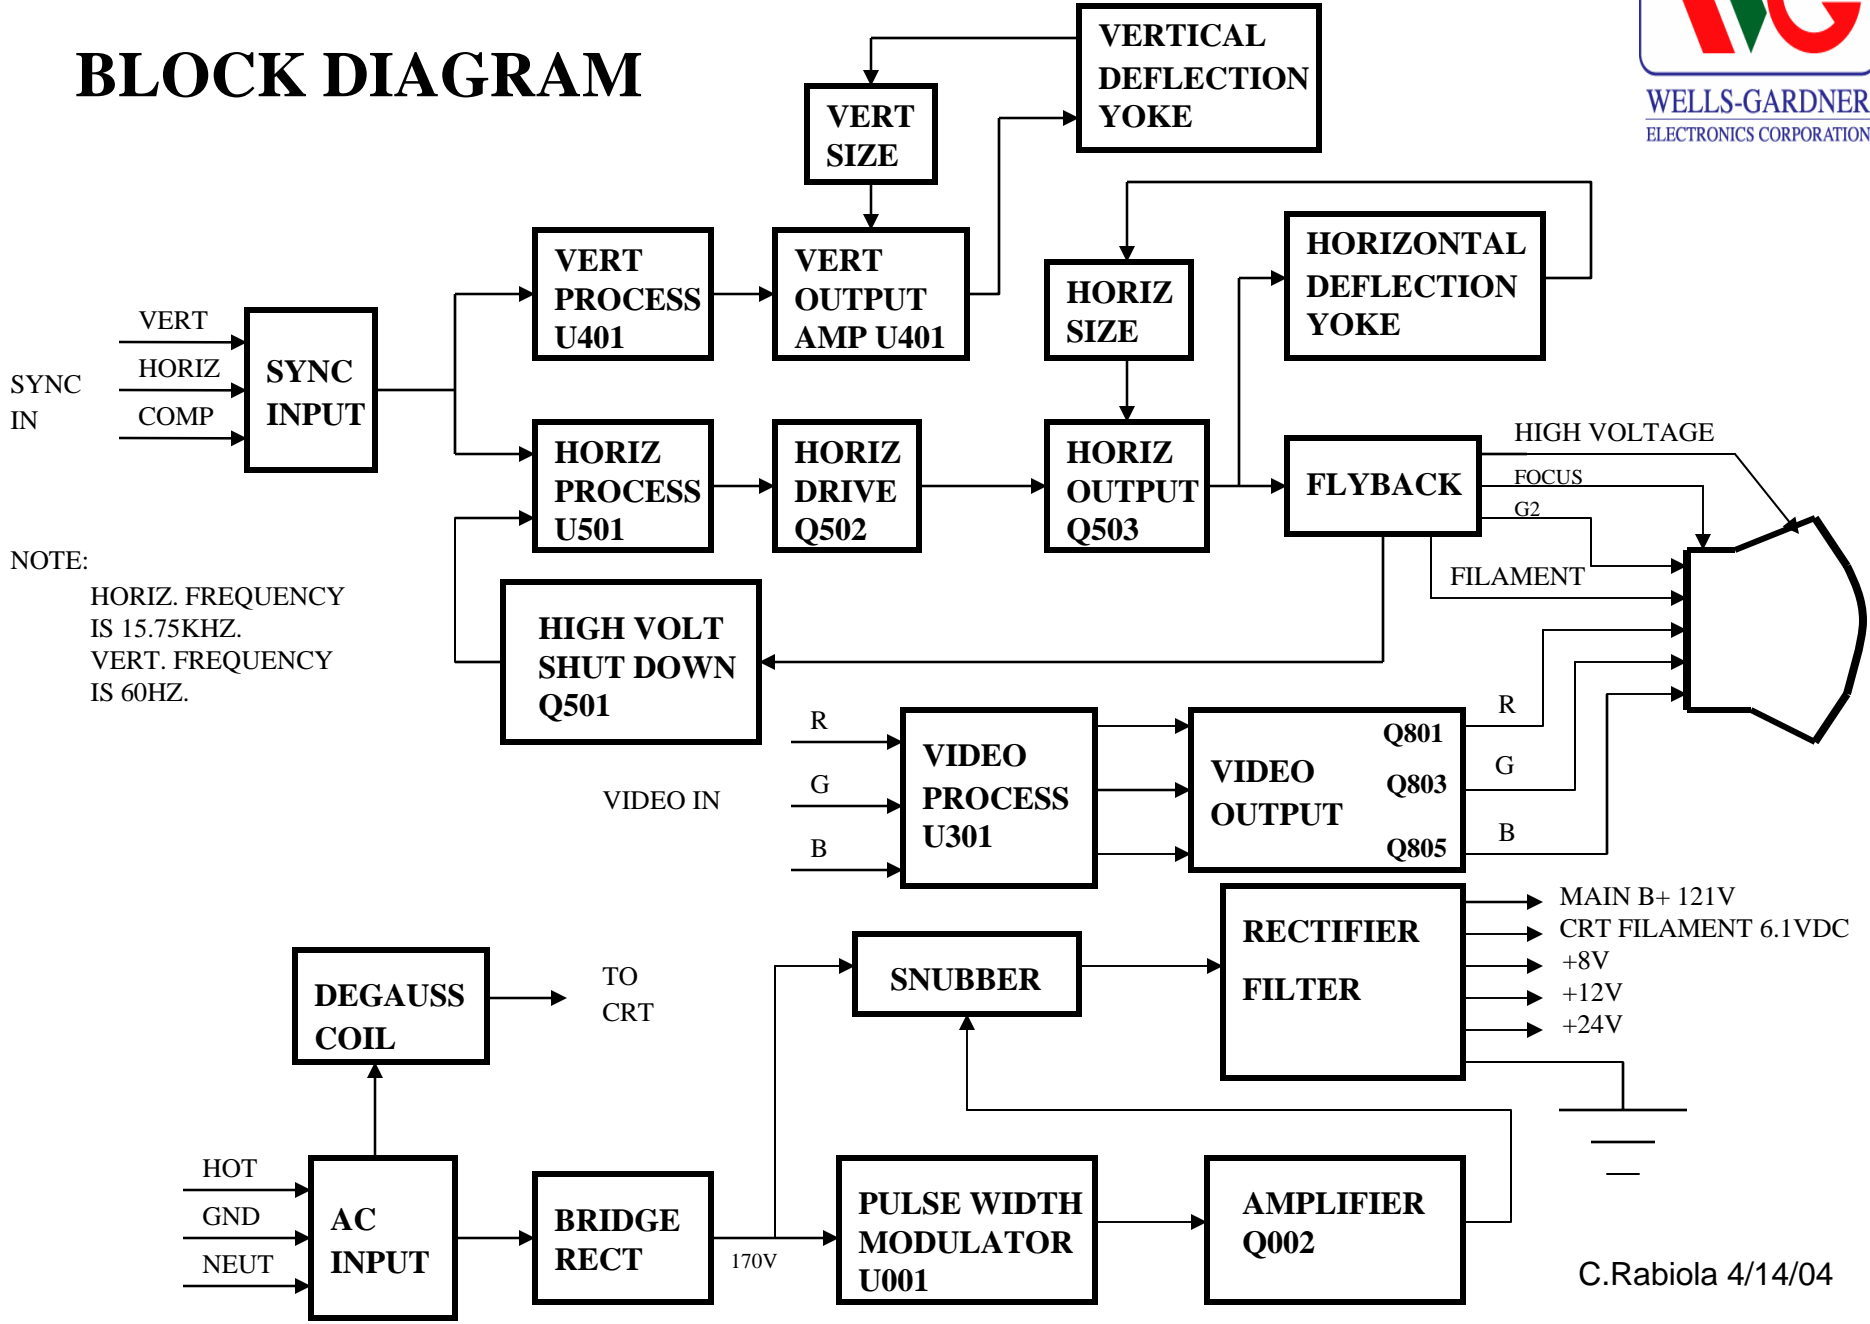 BLOCK DIAGRAM
WELLS-GARDNER
ELECTRONICS CORPORATION
VERTICAL
DEFLECTION
YOKE
VERT
SIZE
VERT
PROCESS
U401
VERT
OUTPUT
AMP U401
HORIZ
SIZE
HORIZONTAL
DEFLECTION
YOKE
SYNC
IN
VERT
HORIZ
COMP
SYNC
INPUT
HORIZ
PROCESS
U501
HORIZ
DRIVE
Q502
HORIZ
OUTPUT
Q503
FLYBACK
HIGH VOLTAGE
FOCUS
G2
FILAMENT
NOTE:
HORIZ. FREQUENCY
IS 15.75KHZ.
VERT. FREQUENCY
IS 60HZ.
HIGH VOLT
SHUT DOWN
Q501
VIDEO IN
R
G
B
VIDEO
PROCESS
U301
VIDEO
OUTPUT
Q801
Q803
Q805
R
G
B
RECTIFIER
FILTER
MAIN B+ 121V
CRT FILAMENT 6.1VDC
+8V
+12V
+24V
SNUBBER
DEGAUSS
COIL
TO
CRT
HOT
GND
NEUT
AC
INPUT
BRIDGE
RECT
170V
PULSE WIDTH
MODULATOR
U001
AMPLIFIER
Q002
C.Rabiola 4/14/04